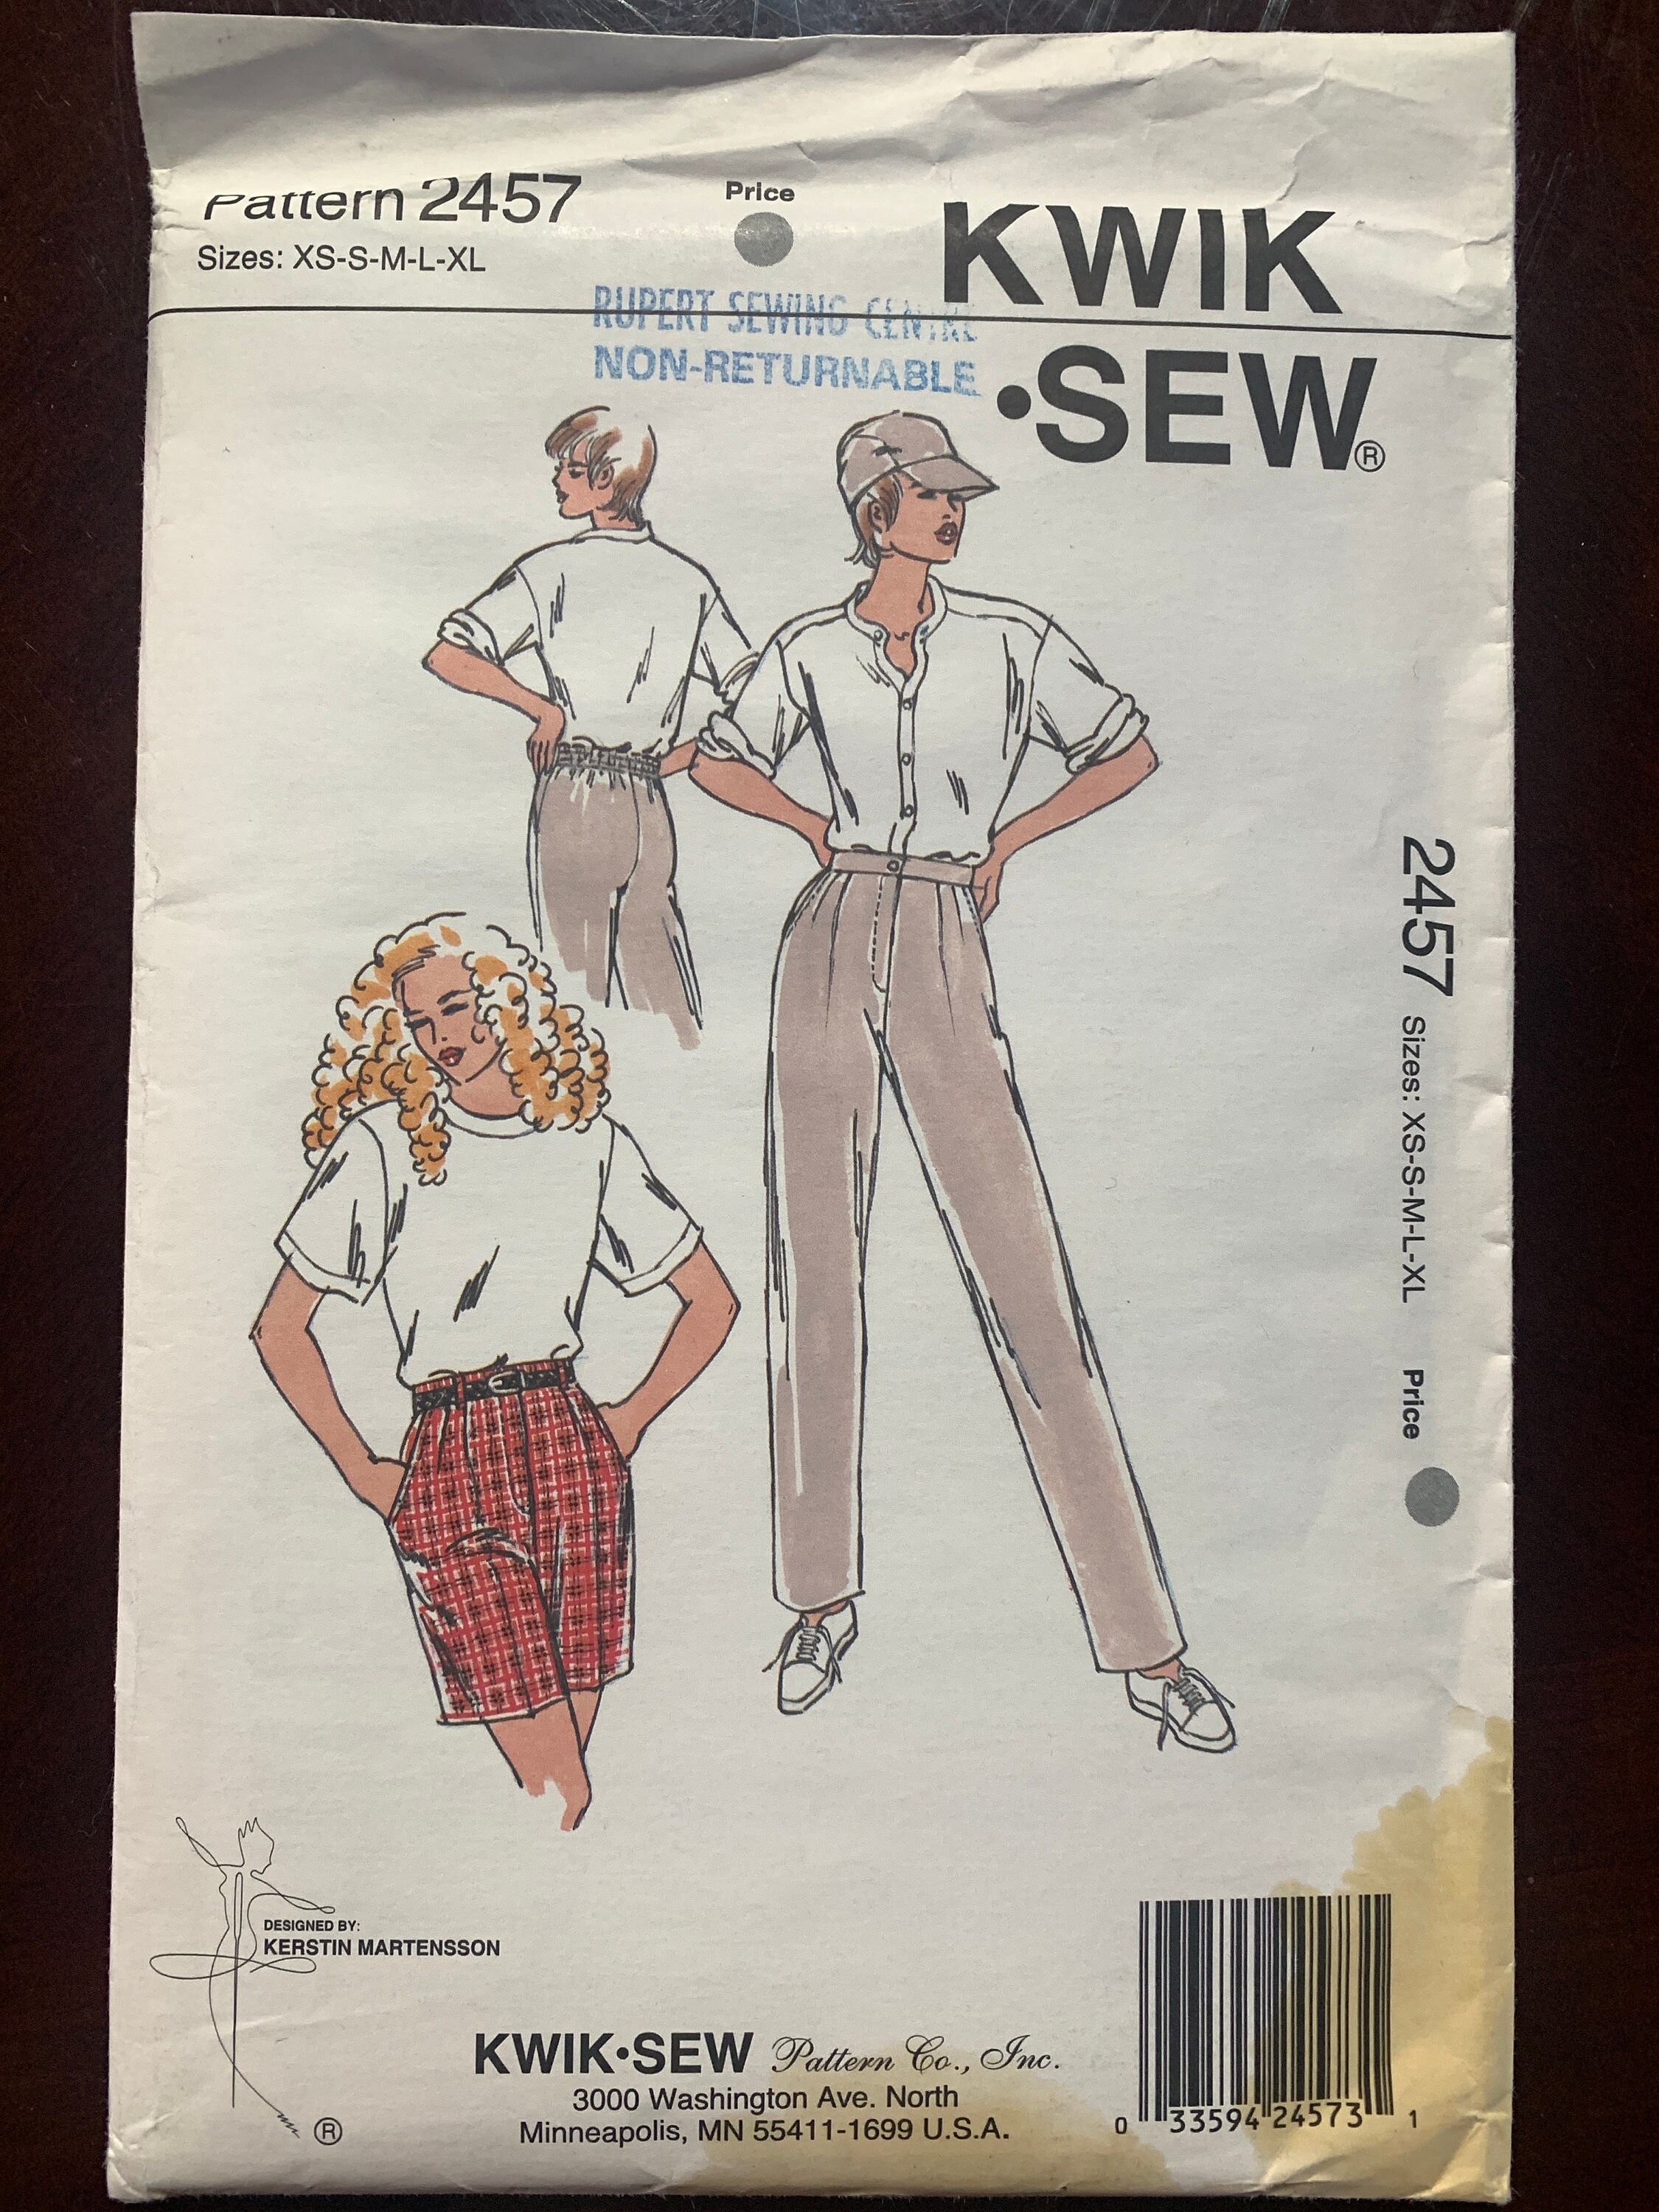 Pattern 2457
Sizes: XS-S-M-L-XL
Price
KWIK
•SEW®
RUPERT SEWING CENTRE
NON-RETURNABLE
2457 Sizes: XS-S-M-L-XL Price
DESIGNED BY:
KERSTIN MARTENSSON
®
KWIK•SEW Pattern Co., Inc.
3000 Washington Ave. North
Minneapolis, MN 55411-1699 U.S.A.
0 33594 24573 1